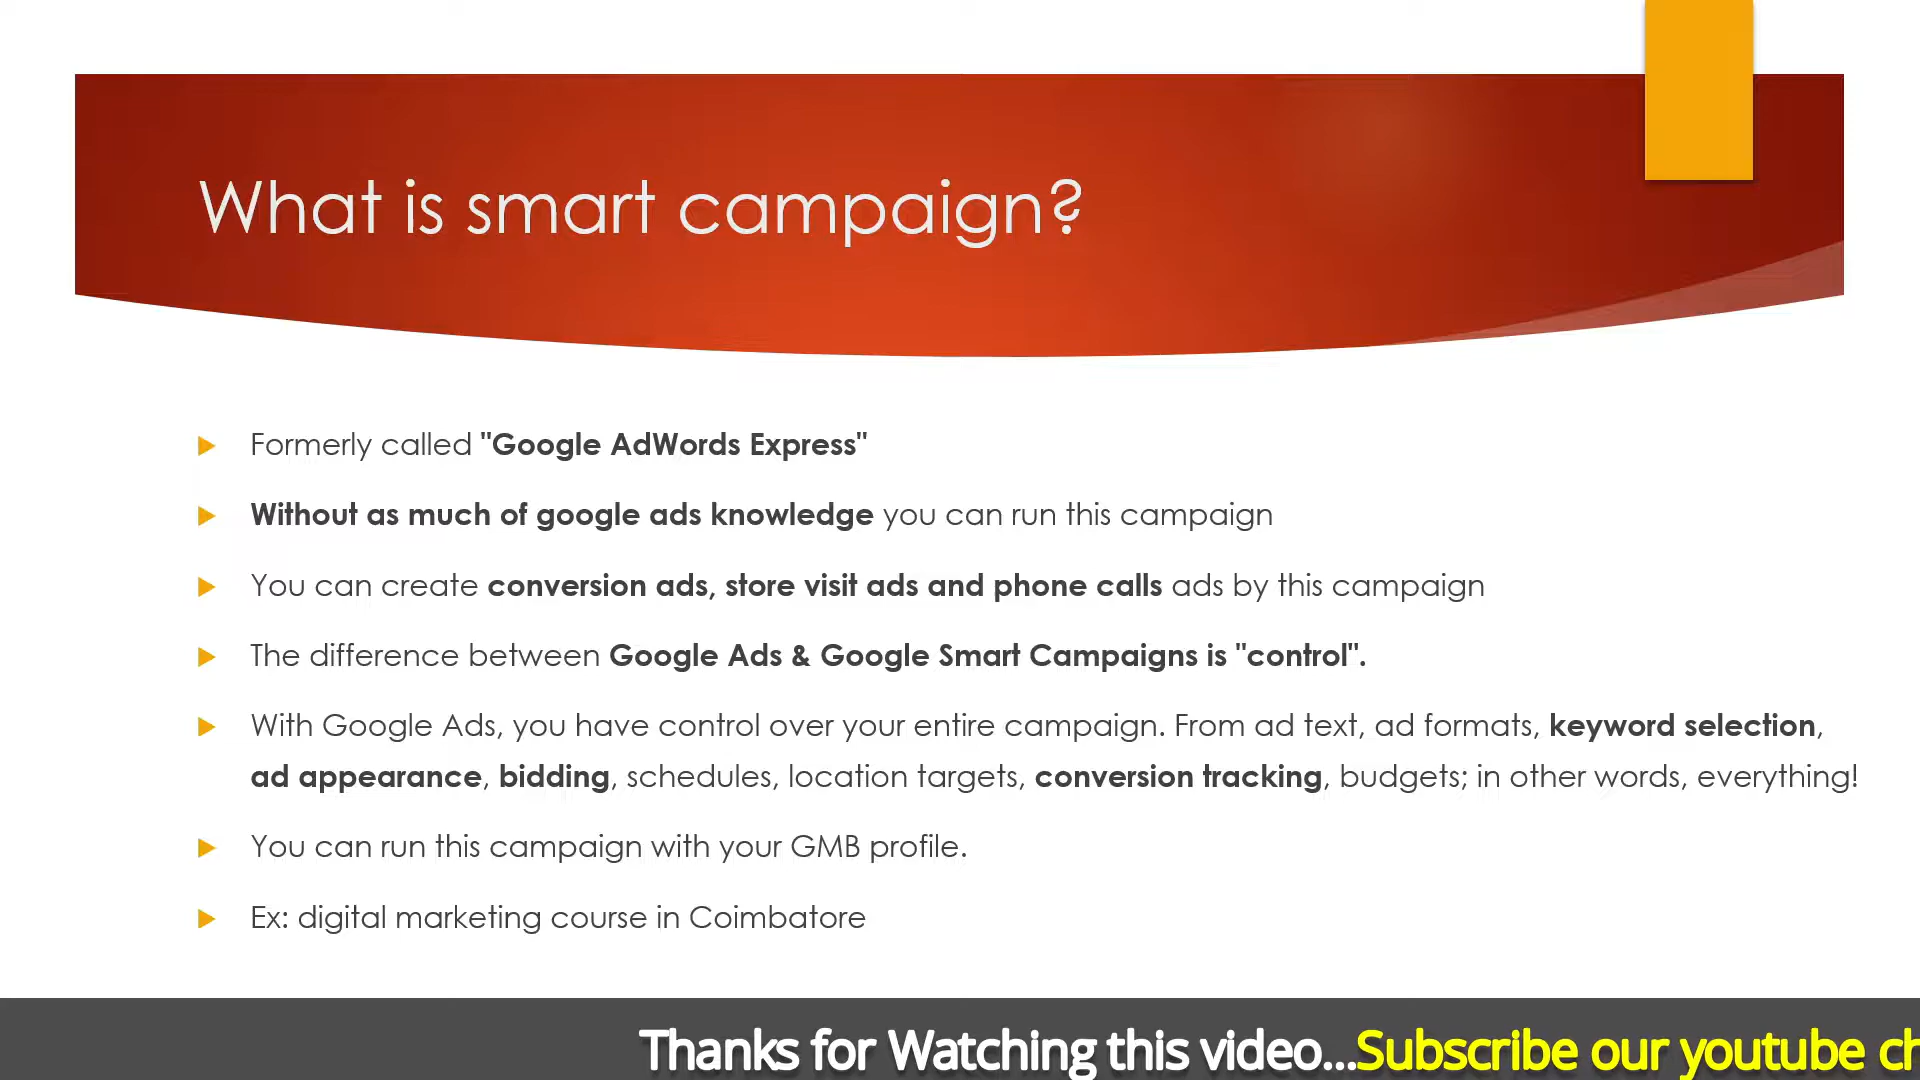 What is smart campaign?
Formerly called "Google AdWords Express"
Without as much of google ads knowledge you can run this campaign
You can create conversion ads, store visit ads and phone calls ads by this campaign
The difference between Google Ads & Google Smart Campaigns is "control".
With Google Ads, you have control over your entire campaign. From ad text, ad formats, keyword selection,
ad appearance, bidding, schedules, location targets, conversion tracking, budgets; in other words, everything!
You can run this campaign with your GMB profile.
Ex: digital marketing course in Coimbatore
Thanks for Watching this video...Subscribe our youtube